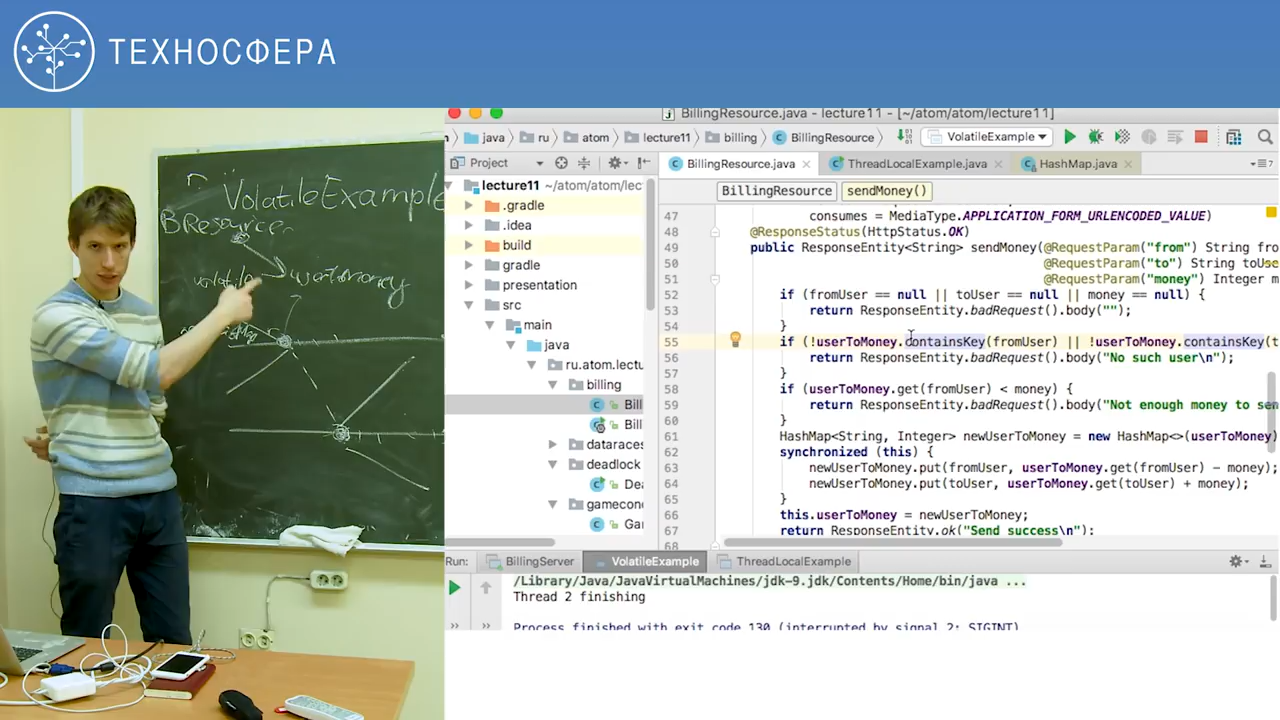 ТЕХНОСФЕРА
VolatileExample
BResource
volatile
usertomoney
BillingResource.java - lecture11 - [~/atom/atom/lecture11]
java ru atom lecture11 billing BillingResource VolatileExample
Project
BillingResource.java ThreadLocalExample.java HashMap.java
BillingResource sendMoney()
lecture11 ~/atom/atom/lec
.gradle
.idea
build
gradle
presentation
src
main
java
ru.atom.lecture
billing
Bill
Bill
dataraces
deadlock
Dea
gamecon
Ga
47 consumes = MediaType.APPLICATION_FORM_URLENCODED_VALUE)
48 @ResponseStatus(HttpStatus.OK)
49 public ResponseEntity<String> sendMoney(@RequestParam("from") String fro
50 @RequestParam("to") String toUse
51 @RequestParam("money") Integer m
52 if (fromUser == null || toUser == null || money == null) {
53 return ResponseEntity.badRequest().body("");
54 }
55 if (!userToMoney.containsKey(fromUser) || !userToMoney.containsKey(t
56 return ResponseEntity.badRequest().body("No such user\n");
57 }
58 if (userToMoney.get(fromUser) < money) {
59 return ResponseEntity.badRequest().body("Not enough money to sen
60 }
61 HashMap<String, Integer> newUserToMoney = new HashMap<>(userToMoney)
62 synchronized (this) {
63 newUserToMoney.put(fromUser, userToMoney.get(fromUser) - money);
64 newUserToMoney.put(toUser, userToMoney.get(toUser) + money);
65 }
66 this.userToMoney = newUserToMoney;
67 return ResponseEntity.ok("Send success\n");
68
Run: BillingServer VolatileExample ThreadLocalExample
/Library/Java/JavaVirtualMachines/jdk-9.jdk/Contents/Home/bin/java ...
Thread 2 finishing
Process finished with exit code 130 (interrupted by signal 2: SIGINT)